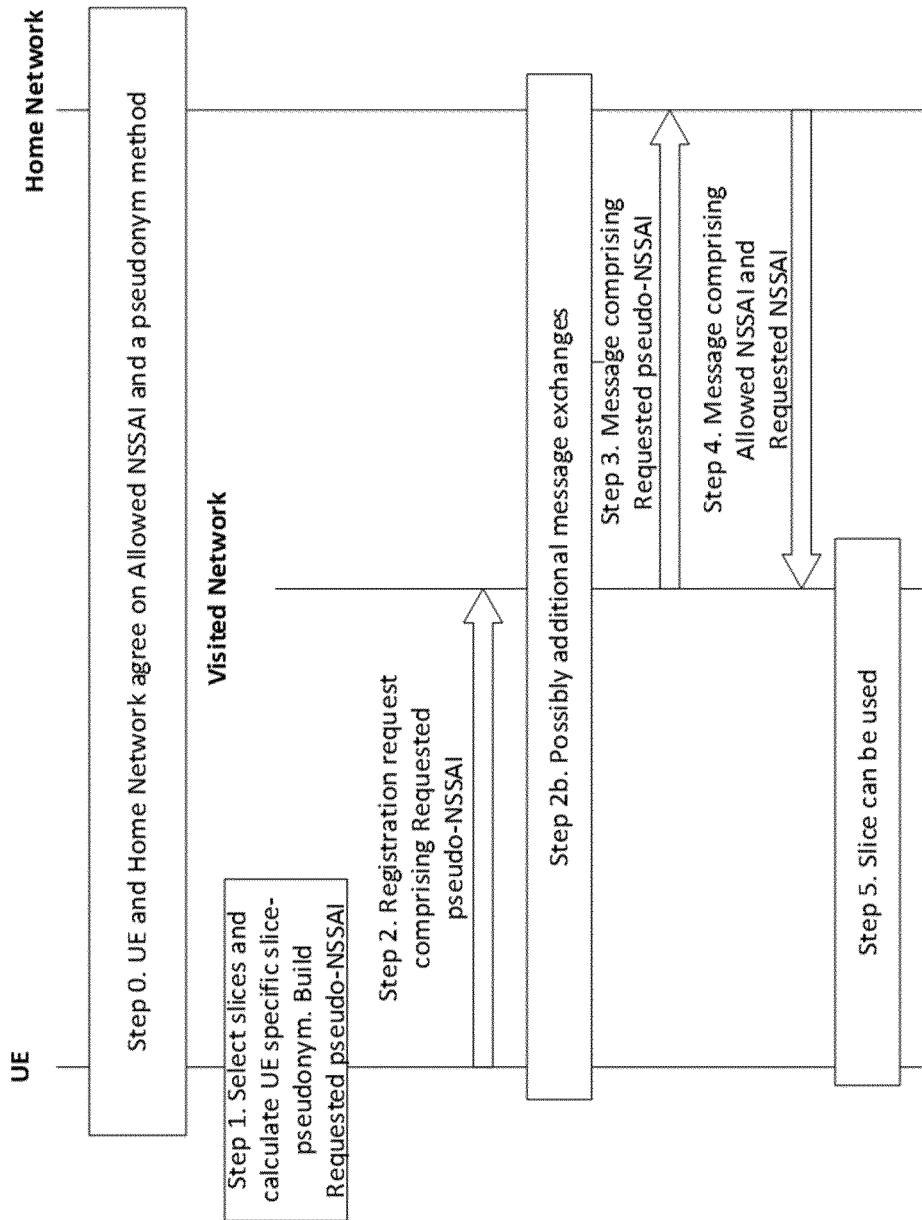 UE
Home Network
Step 0. UE and Home Network agree on Allowed NSSAI and a pseudonym method
Visited Network
Step 1. Select slices and
calculate UE specific slice-
pseudonym. Build
Requested pseudo-NSSAI
Step 2. Registration request
comprising Requested
pseudo-NSSAI
Step 2b. Possibly additional message exchanges
Step 3. Message comprising
Requested pseudo-NSSAI
Step 4. Message comprising
Allowed NSSAI and
Requested NSSAI
Step 5. Slice can be used